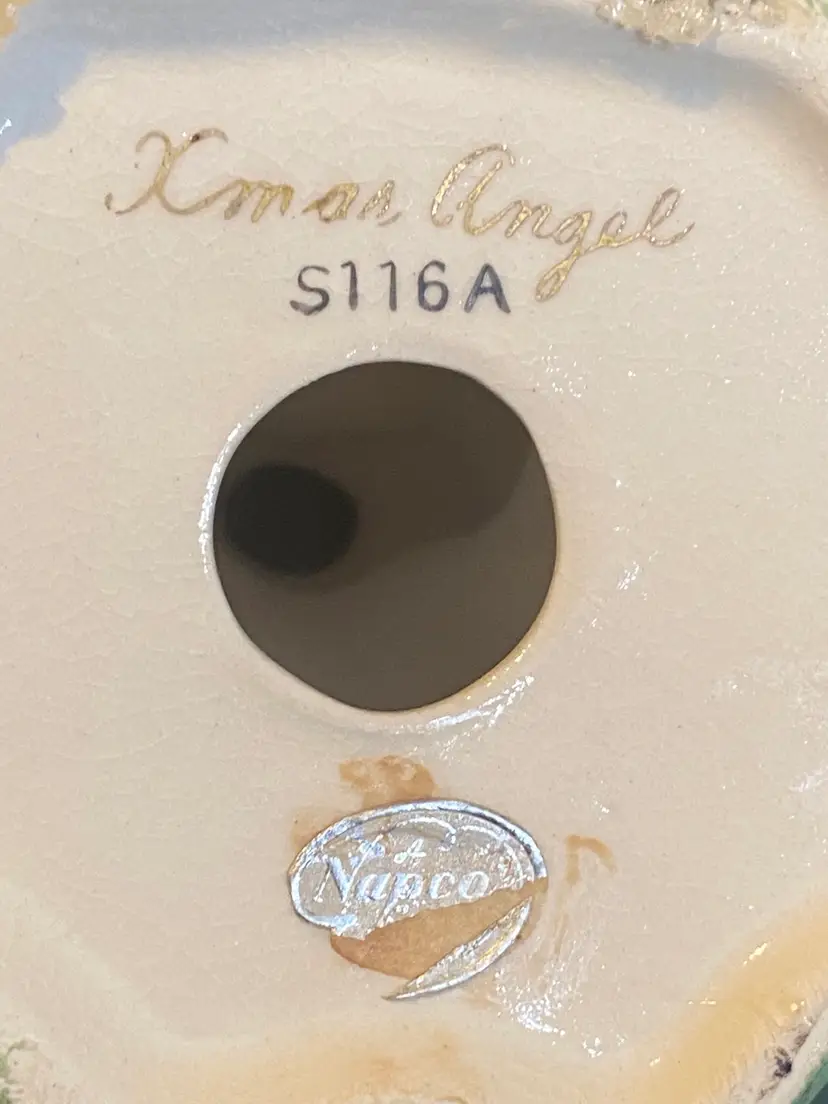 Xmas Angel
S116A
A
Napco